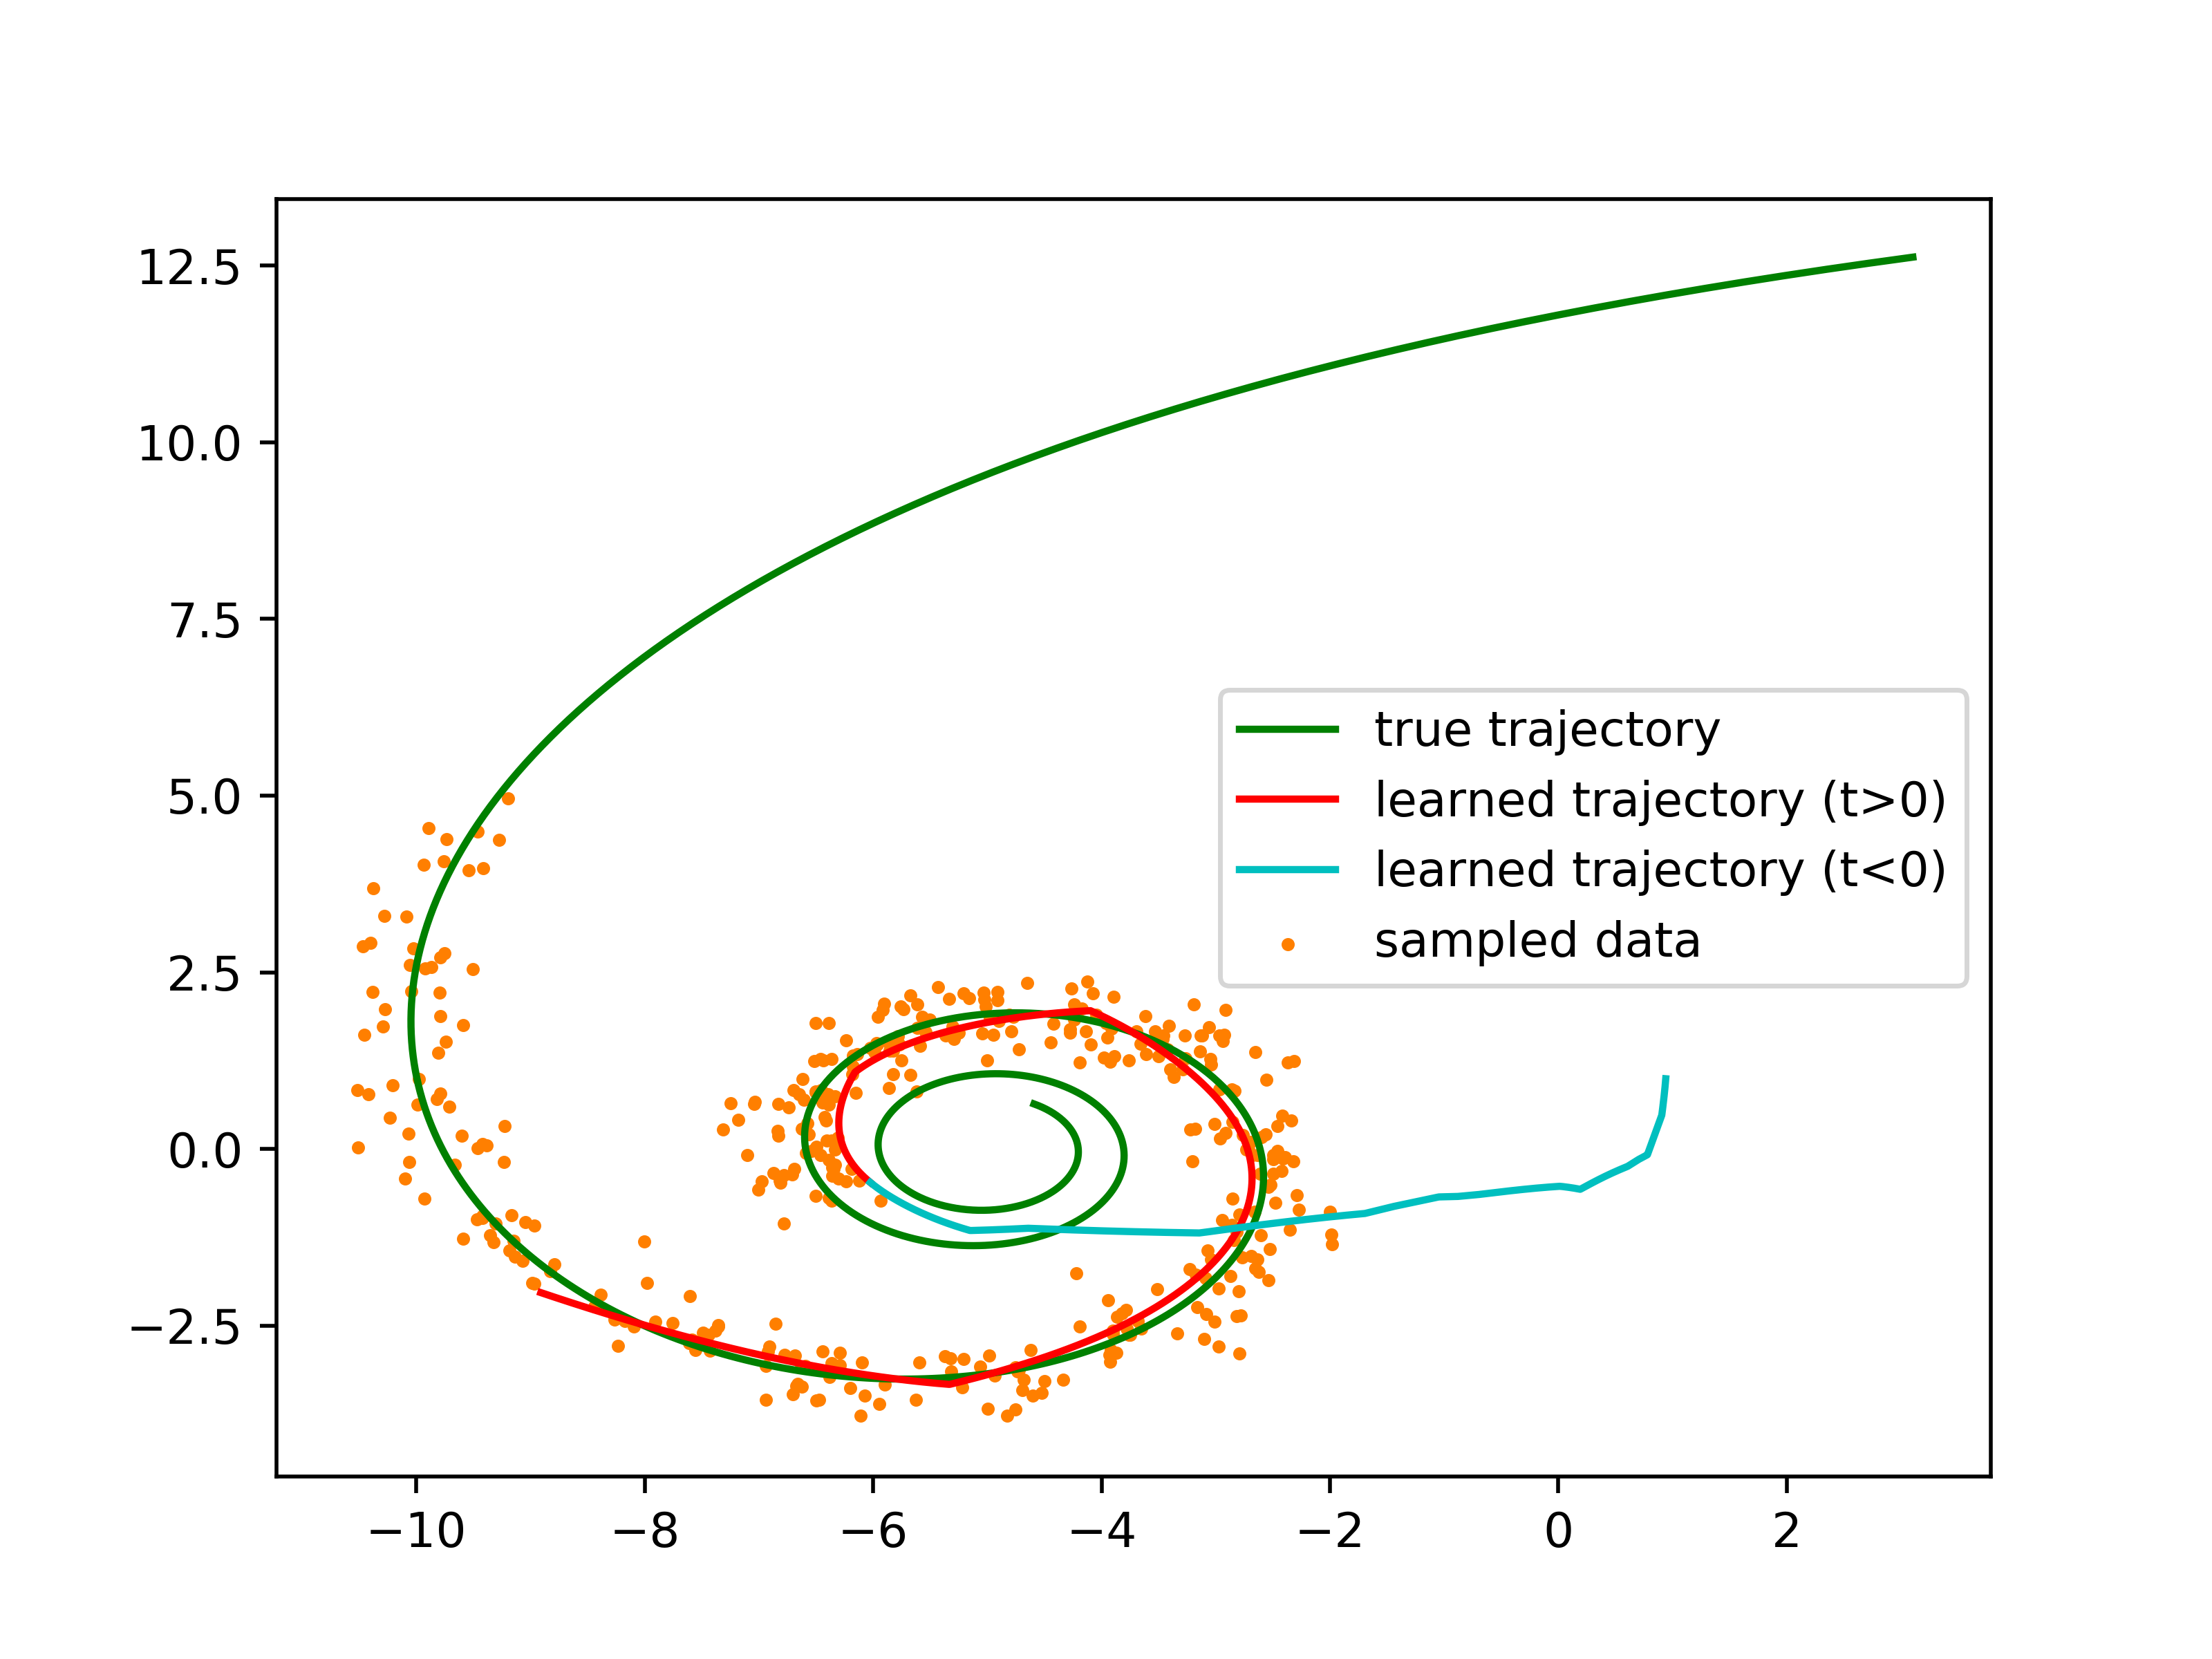 12.5
10.0
7.5
5.0
2.5
0.0
−2.5
true trajectory
learned trajectory (t>0)
learned trajectory (t<0)
sampled data
−10 −8 −6 −4 −2 0 2